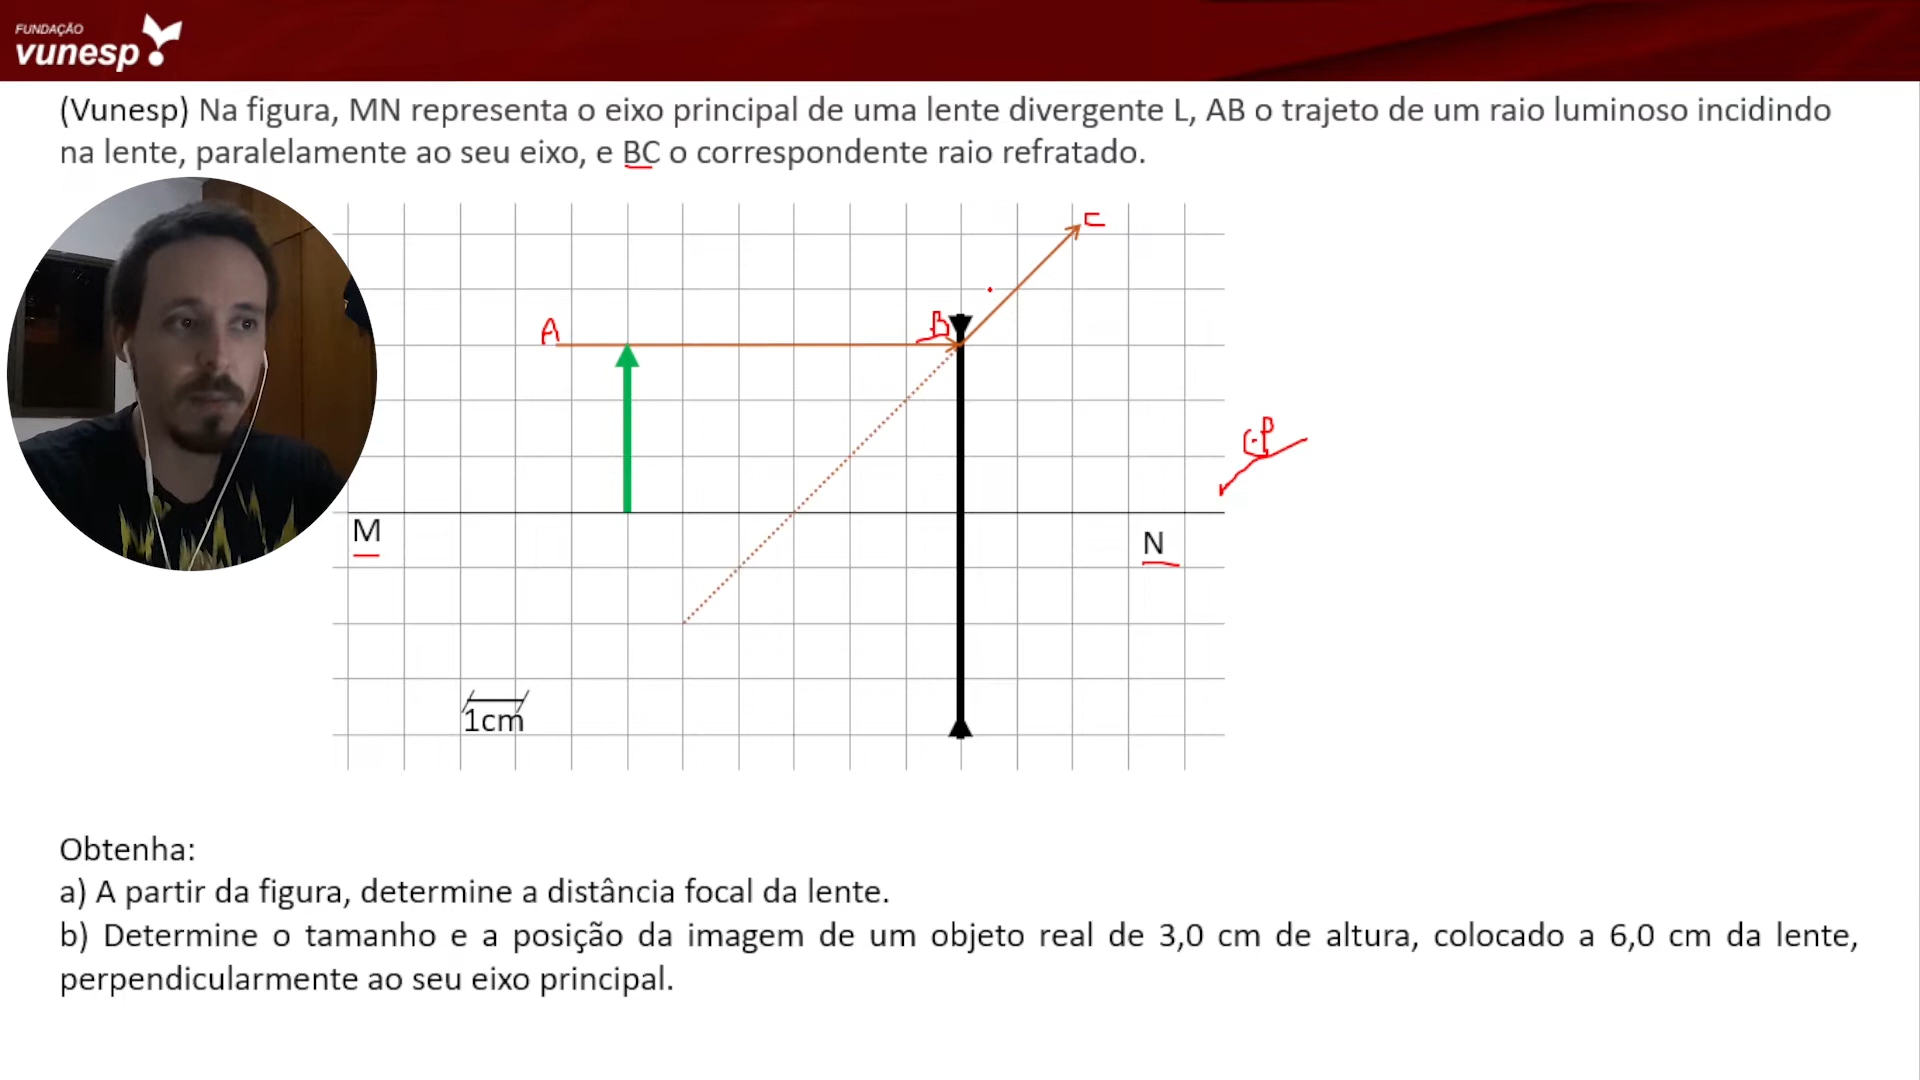 FUNDAÇÃO
vunesp
(Vunesp) Na figura, MN representa o eixo principal de uma lente divergente L, AB o trajeto de um raio luminoso incidindo
na lente, paralelamente ao seu eixo, e BC o correspondente raio refratado.
C
A
B
C.P
M
N
1cm
Obtenha:
a) A partir da figura, determine a distância focal da lente.
b) Determine o tamanho e a posição da imagem de um objeto real de 3,0 cm de altura, colocado a 6,0 cm da lente,
perpendicularmente ao seu eixo principal.